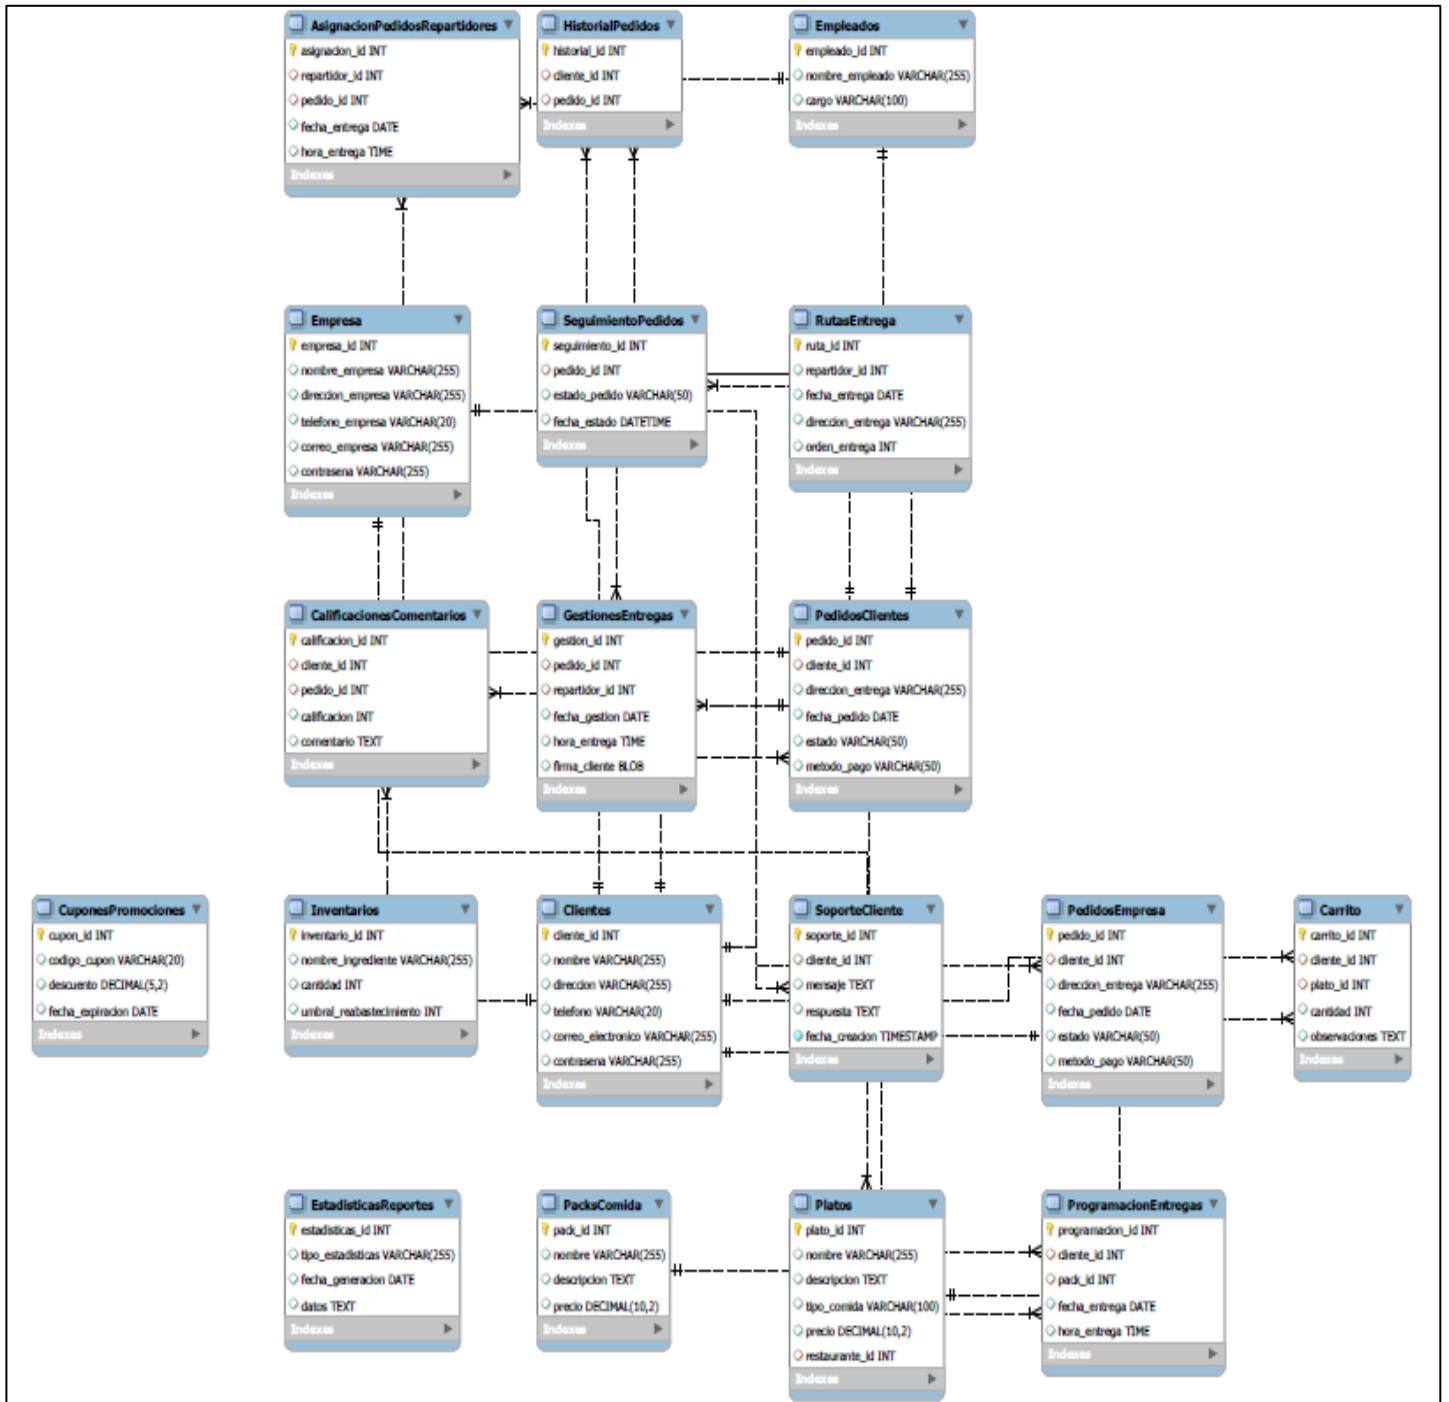 AsignacionPedidosRepartidores
asignacion_id INT
repartidor_id INT
pedido_id INT
fecha_entrega DATE
hora_entrega TIME
Indexes
HistorialPedidos
historial_id INT
cliente_id INT
pedido_id INT
Indexes
Empleados
empleado_id INT
nombre_empleado VARCHAR(255)
cargo VARCHAR(100)
Indexes
Empresa
empresa_id INT
nombre_empresa VARCHAR(255)
direccion_empresa VARCHAR(255)
telefono_empresa VARCHAR(20)
correo_empresa VARCHAR(255)
contrasena VARCHAR(255)
Indexes
SeguimientoPedidos
seguimiento_id INT
pedido_id INT
estado_pedido VARCHAR(50)
fecha_estado DATETIME
Indexes
RutasEntrega
ruta_id INT
repartidor_id INT
fecha_entrega DATE
direccion_entrega VARCHAR(255)
orden_entrega INT
Indexes
CalificacionesComentarios
calificacion_id INT
cliente_id INT
pedido_id INT
calificacion INT
comentario TEXT
Indexes
GestionesEntregas
gestion_id INT
pedido_id INT
repartidor_id INT
fecha_gestion DATE
hora_entrega TIME
firma_cliente BLOB
Indexes
PedidosClientes
pedido_id INT
cliente_id INT
direccion_entrega VARCHAR(255)
fecha_pedido DATE
estado VARCHAR(50)
metodo_pago VARCHAR(50)
Indexes
CuponesPromociones
cupon_id INT
codigo_cupon VARCHAR(20)
descuento DECIMAL(5,2)
fecha_expiracion DATE
Indexes
Inventarios
inventario_id INT
nombre_ingrediente VARCHAR(255)
cantidad INT
umbral_reabastecimiento INT
Indexes
Clientes
cliente_id INT
nombre VARCHAR(255)
direccion VARCHAR(255)
telefono VARCHAR(20)
correo_electronico VARCHAR(255)
contrasena VARCHAR(255)
Indexes
SoporteCliente
soporte_id INT
cliente_id INT
mensaje TEXT
respuesta TEXT
fecha_creacion TIMESTAMP
Indexes
PedidosEmpresa
pedido_id INT
cliente_id INT
direccion_entrega VARCHAR(255)
fecha_pedido DATE
estado VARCHAR(50)
metodo_pago VARCHAR(50)
Indexes
Carrito
carrito_id INT
cliente_id INT
plato_id INT
cantidad INT
observaciones TEXT
Indexes
EstadisticasReportes
estadisticas_id INT
tipo_estadisticas VARCHAR(255)
fecha_generacion DATE
datos TEXT
Indexes
PacksComida
pack_id INT
nombre VARCHAR(255)
descripcion TEXT
precio DECIMAL(10,2)
Indexes
Platos
plato_id INT
nombre VARCHAR(255)
descripcion TEXT
tipo_comida VARCHAR(100)
precio DECIMAL(10,2)
restaurante_id INT
Indexes
ProgramacionEntregas
programacion_id INT
cliente_id INT
pack_id INT
fecha_entrega DATE
hora_entrega TIME
Indexes